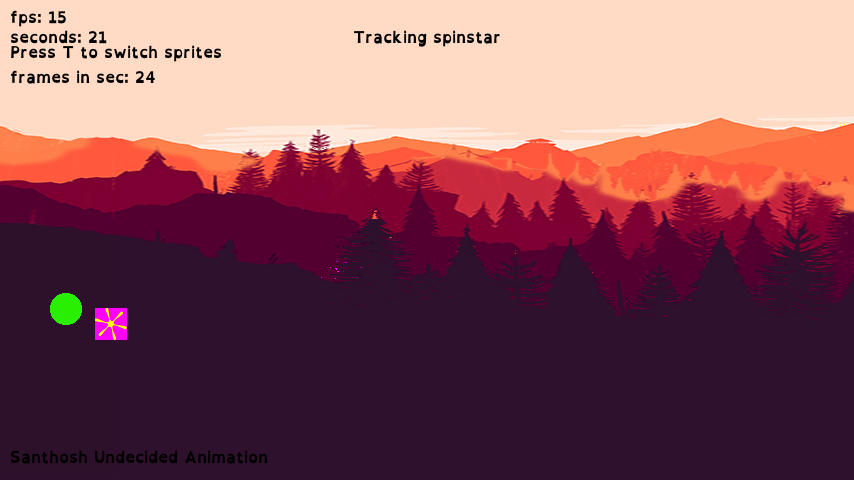 fps: 15
seconds: 21
Tracking spinstar
Press T to switch sprites
frames in sec: 24
Santhosh Undecided Animation